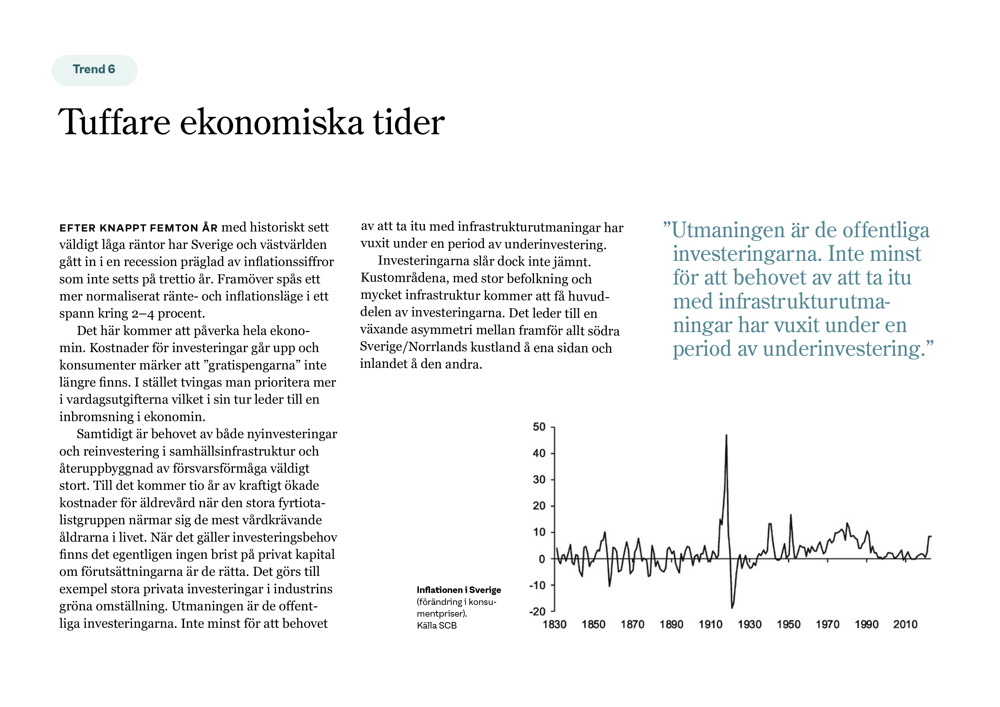 Trend 6
Tuffare ekonomiska tider
EFTER KNAPPT FEMTON ÅR med historiskt sett
väldigt låga räntor har Sverige och västvärlden
gått in i en recession präglad av inflationssiffror
som inte setts på trettio år. Framöver spås ett
mer normaliserat ränte- och inflationsläge i ett
spann kring 2–4 procent.
Det här kommer att påverka hela ekono-
min. Kostnader för investeringar går upp och
konsumenter märker att ”gratispengarna” inte
längre finns. I stället tvingas man prioritera mer
i vardagsutgifterna vilket i sin tur leder till en
inbromsning i ekonomin.
Samtidigt är behovet av både nyinvesteringar
och reinvestering i samhällsinfrastruktur och
återuppbyggnad av försvarsförmåga väldigt
stort. Till det kommer tio år av kraftigt ökade
kostnader för äldrevård när den stora fyrtiota-
listgruppen närmar sig de mest vårdkrävande
åldrarna i livet. När det gäller investeringsbehov
finns det egentligen ingen brist på privat kapital
om förutsättningarna är de rätta. Det görs till
exempel stora privata investeringar i industrins
gröna omställning. Utmaningen är de offent-
liga investeringarna. Inte minst för att behovet
av att ta itu med infrastrukturutmaningar har
vuxit under en period av underinvestering.
Investeringarna slår dock inte jämnt.
Kustområdena, med stor befolkning och
mycket infrastruktur kommer att få huvud-
delen av investeringarna. Det leder till en
växande asymmetri mellan framför allt södra
Sverige/Norrlands kustland å ena sidan och
inlandet å den andra.
”Utmaningen är de offentliga
investeringarna. Inte minst
för att behovet av att ta itu
med infrastrukturutma-
ningar har vuxit under en
period av underinvestering.”
Inflationen i Sverige
(förändring i konsu-
mentpriser).
Källa SCB
50
40
30
20
10
0
-10
-20
1830 1850 1870 1890 1910 1930 1950 1970 1990 2010